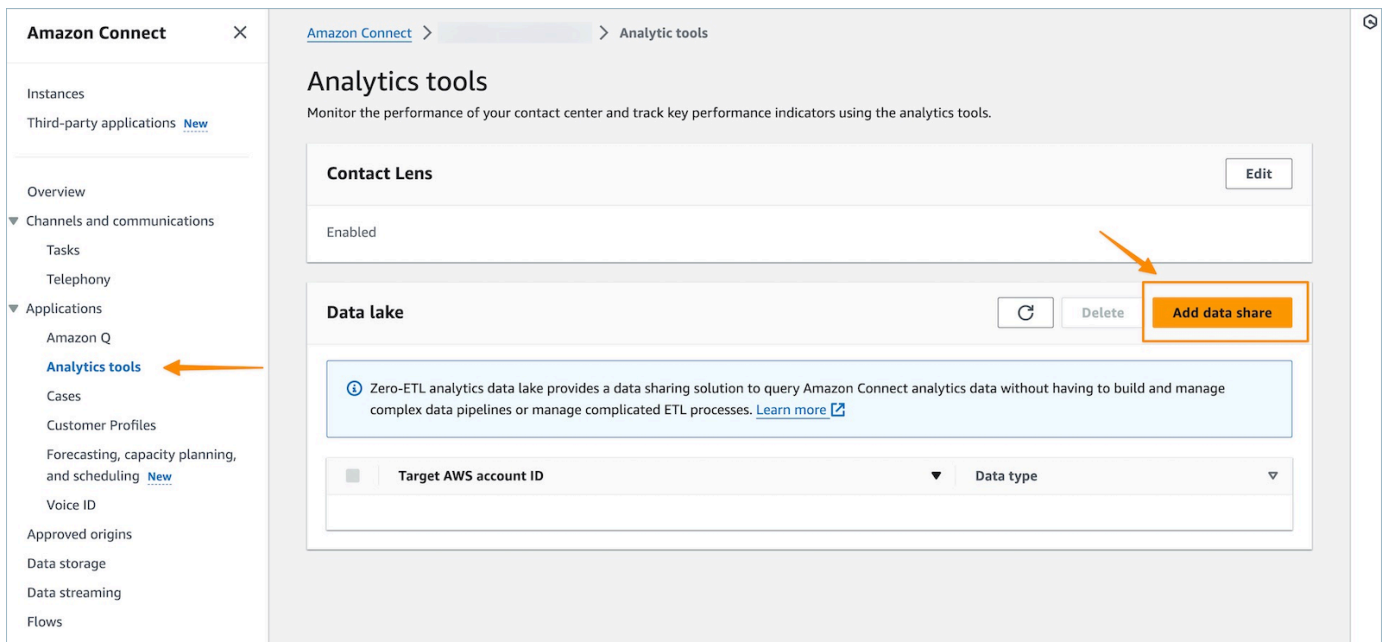 Amazon Connect
Instances
Third-party applications New
Overview
Channels and communications
Tasks
Telephony
Applications
Amazon Q
Analytics tools
Cases
Customer Profiles
Forecasting, capacity planning,
and scheduling New
Voice ID
Approved origins
Data storage
Data streaming
Flows
Amazon Connect > > Analytic tools
Analytics tools
Monitor the performance of your contact center and track key performance indicators using the analytics tools.
Contact Lens Edit
Enabled
Data lake Delete Add data share
Zero-ETL analytics data lake provides a data sharing solution to query Amazon Connect analytics data without having to build and manage
complex data pipelines or manage complicated ETL processes. Learn more
Target AWS account ID Data type